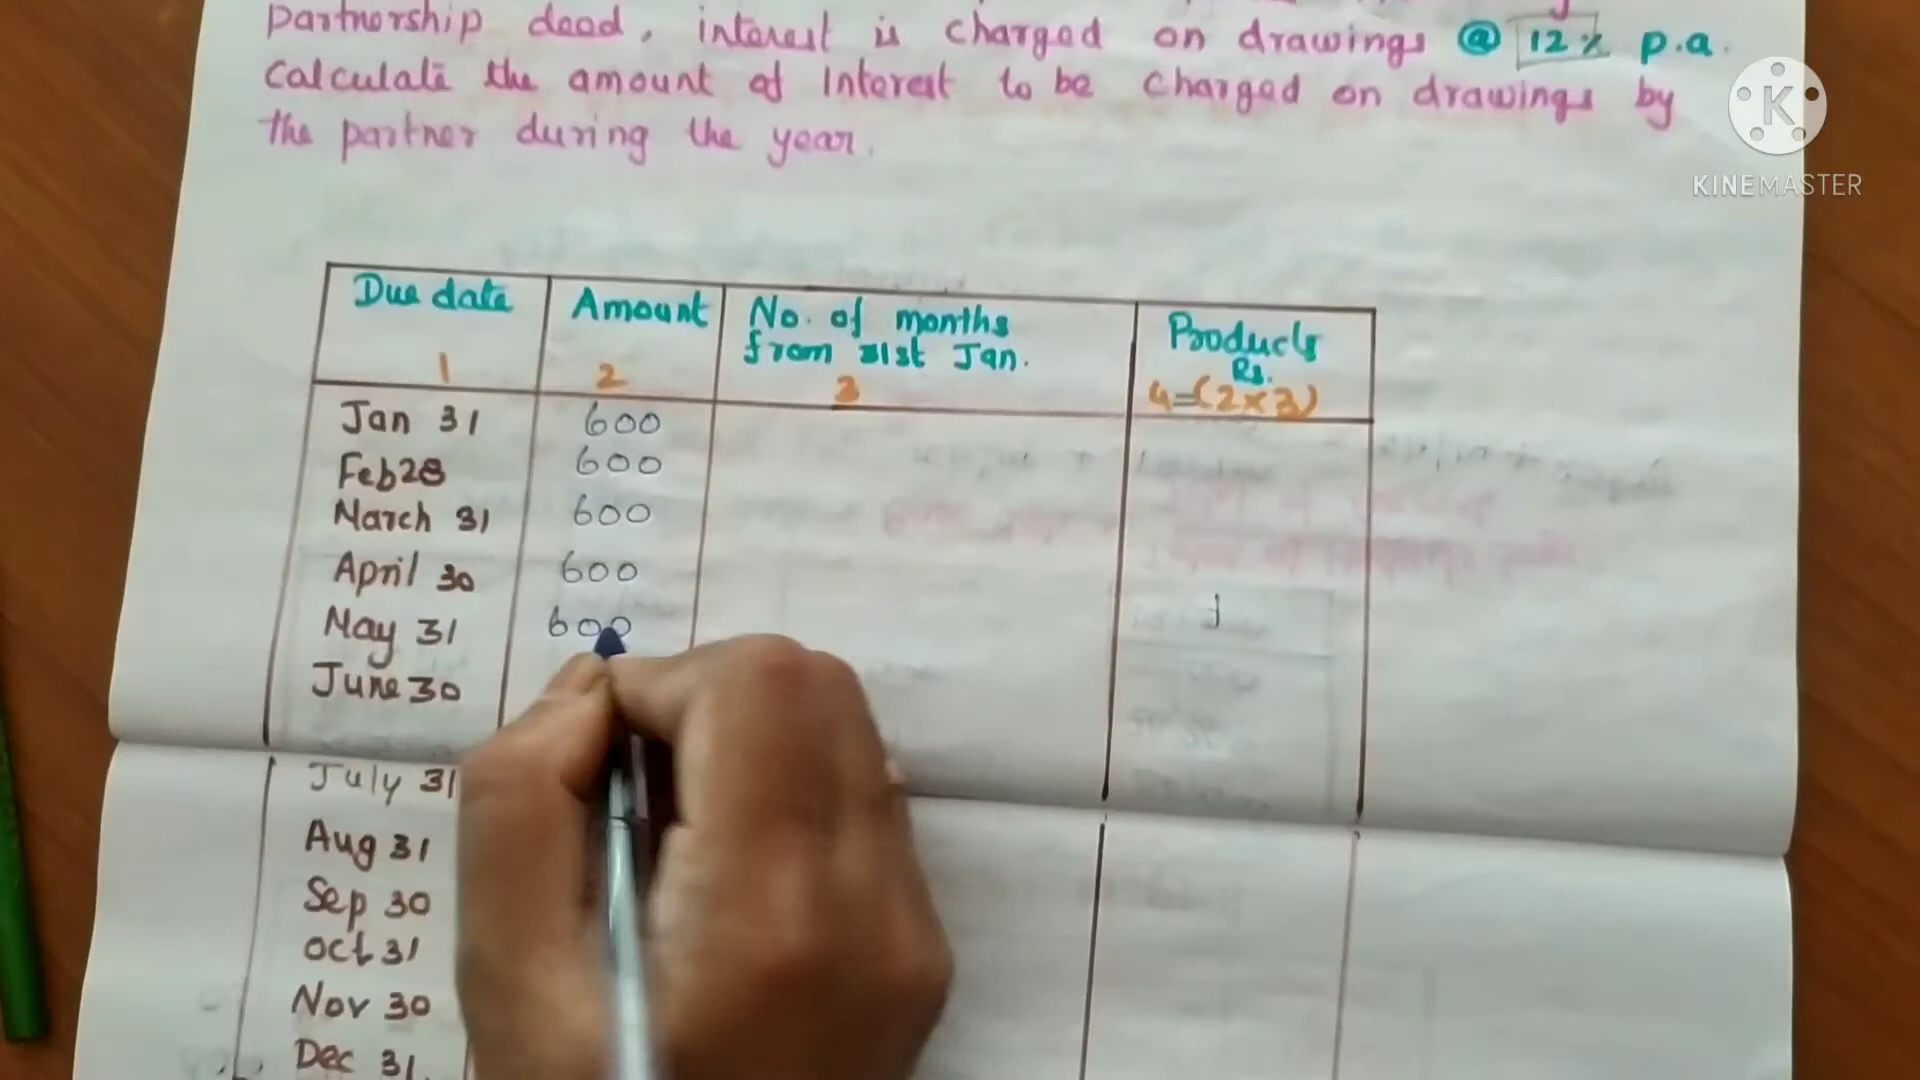 partnership deed, interest is charged on drawings @ 12% p.a.
Calculate the amount of Interest to be charged on drawings by
the partner during the year.
K
KINEMASTER
Due date Amount No. of months Products
from 31st Jan. Rs.
1 2 3 4=(2×3)
Jan 31 600
Feb 28 600
March 31 600
April 30 600
May 31 600
June 30
July 31
Aug 31
Sep 30
Oct 31
Nov 30
Dec 31.